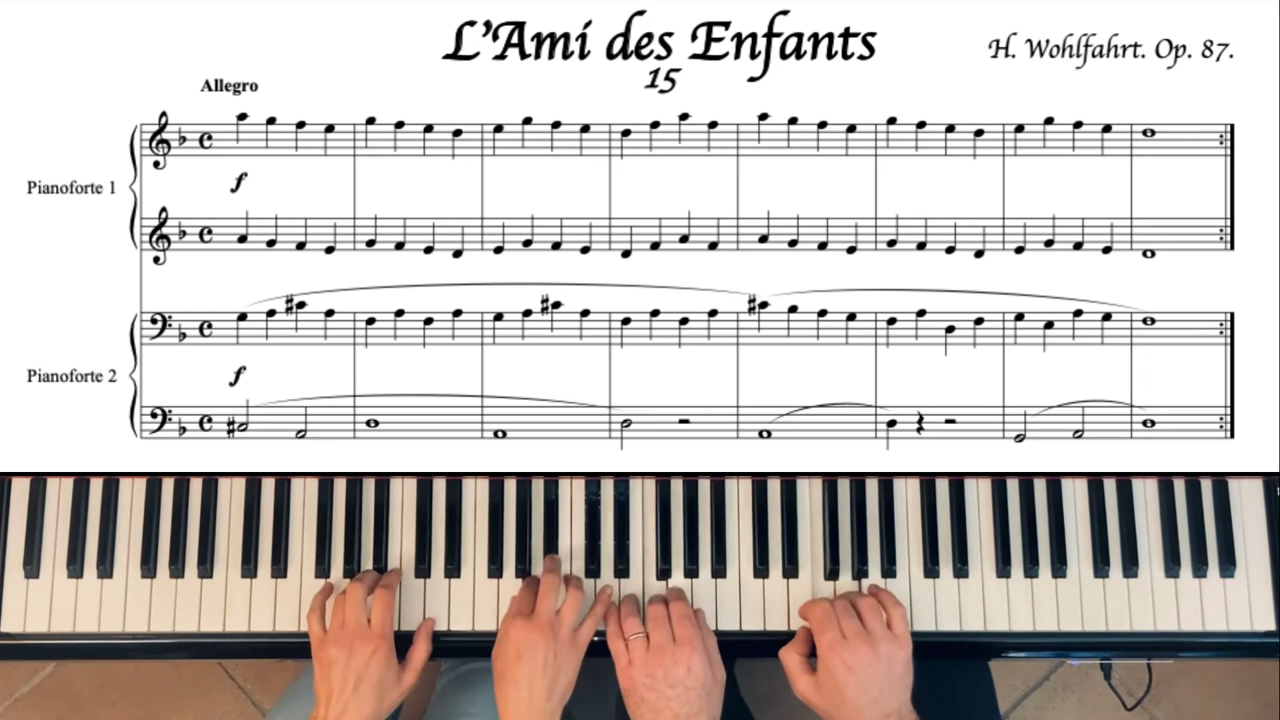 L'Ami des Enfants
15
H. Wohlfahrt. Op. 87.
Allegro
f
Pianoforte 1
f
Pianoforte 2